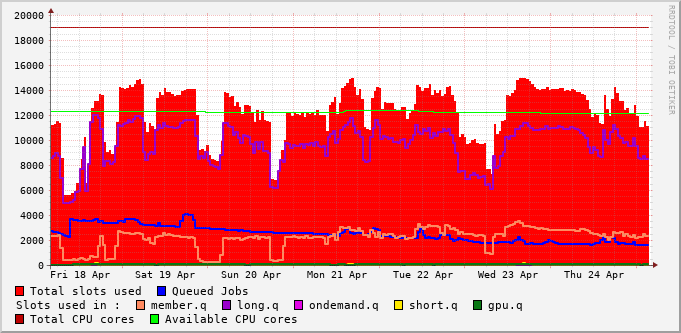 20000
18000
16000
14000
12000
10000
8000
6000
4000
2000
0
Fri 18 Apr Sat 19 Apr Sun 20 Apr Mon 21 Apr Tue 22 Apr Wed 23 Apr Thu 24 Apr
Total slots used Queued Jobs
Slots used in : member.q long.q ondemand.q short.q gpu.q
Total CPU cores Available CPU cores
RRDTOOL / TOBI OETIKER